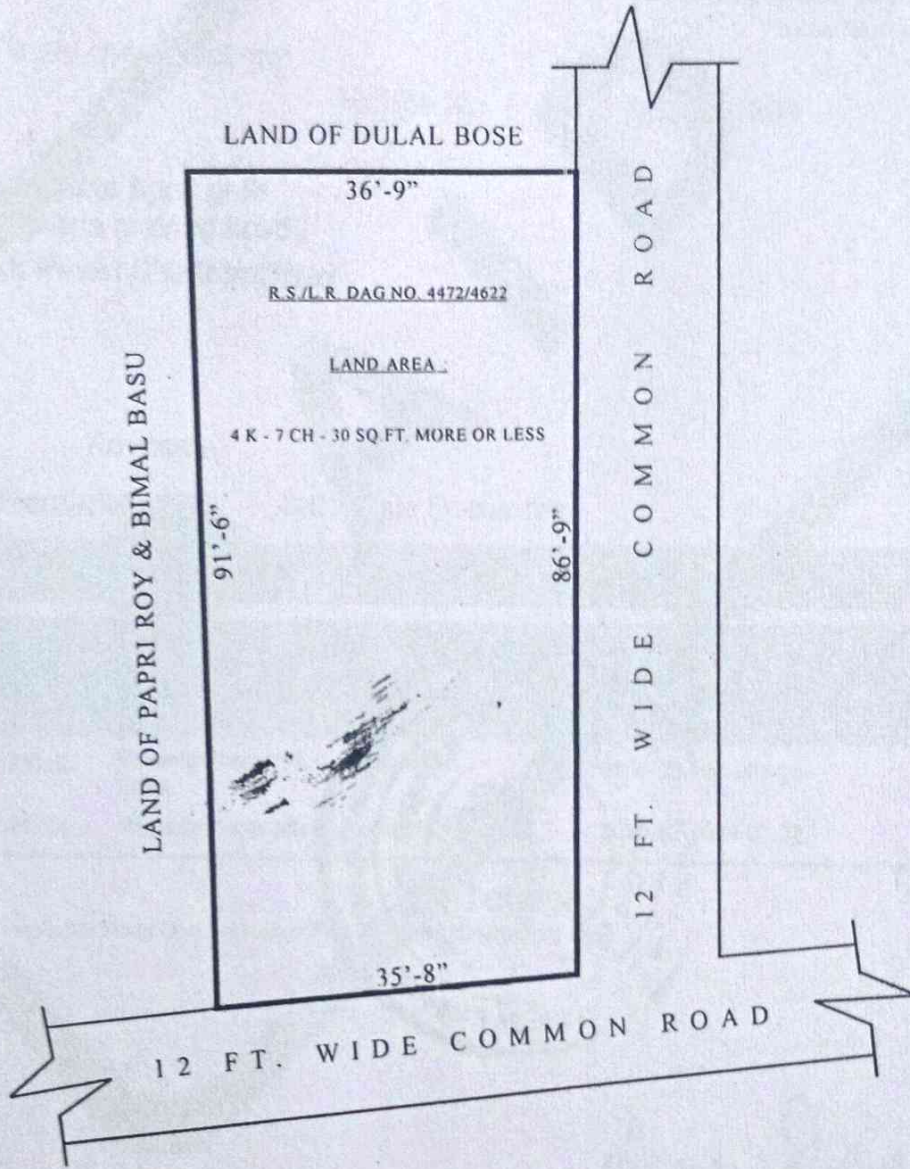 LAND OF DULAL BOSE
36'-9"
R.S./L.R. DAG NO. 4472/4622
LAND AREA :
4 K - 7 CH - 30 SQ.FT. MORE OR LESS
LAND OF PAPRI ROY & BIMAL BASU
91'-6"
86'-9"
12 FT. WIDE COMMON ROAD
35'-8"
12 FT. WIDE COMMON ROAD